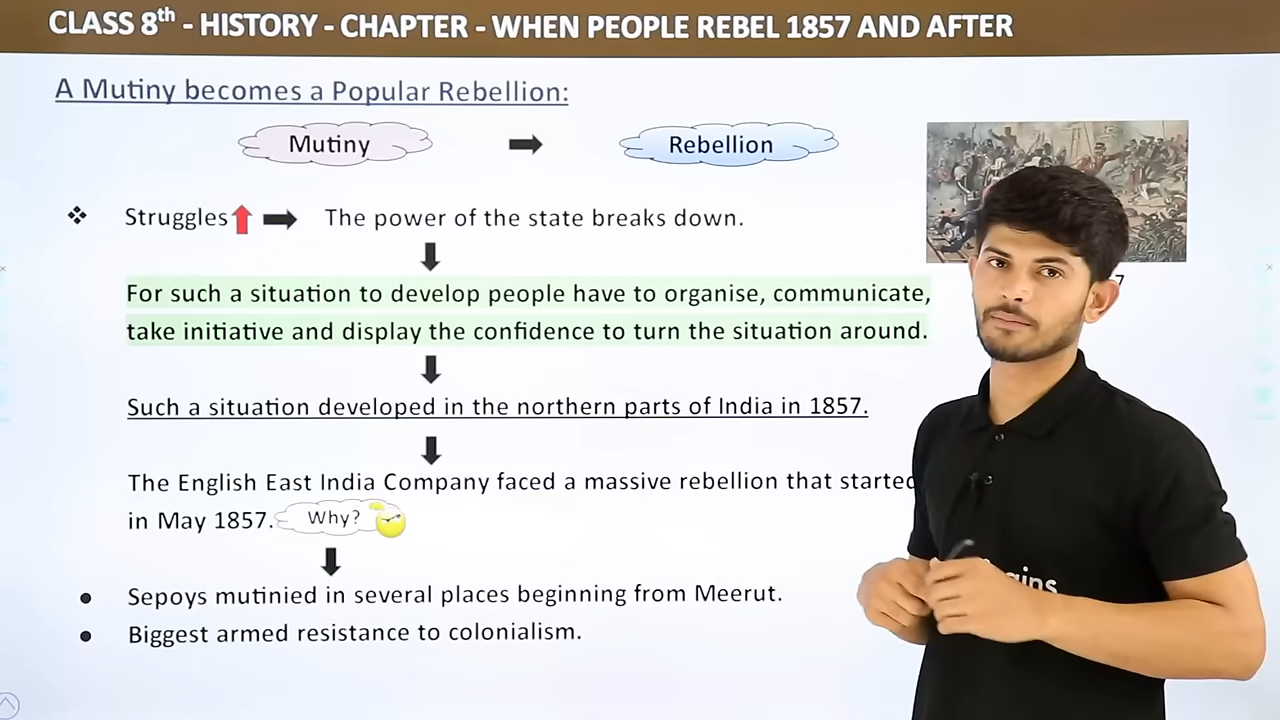 CLASS 8th - HISTORY - CHAPTER - WHEN PEOPLE REBEL 1857 AND AFTER
A Mutiny becomes a Popular Rebellion:
Mutiny
Rebellion
Struggles
The power of the state breaks down.
7
For such a situation to develop people have to organise, communicate,
take initiative and display the confidence to turn the situation around.
Such a situation developed in the northern parts of India in 1857.
The English East India Company faced a massive rebellion that started
in May 1857. Why?
Sepoys mutinied in several places beginning from Meerut.
Biggest armed resistance to colonialism.